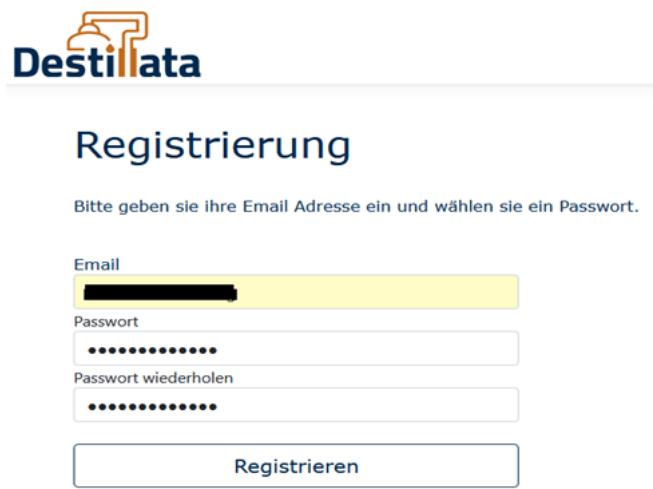 Destillata
Registrierung
Bitte geben sie ihre Email Adresse ein und wählen sie ein Passwort.
Email
Passwort
•••••••••••••
Passwort wiederholen
•••••••••••••
Registrieren